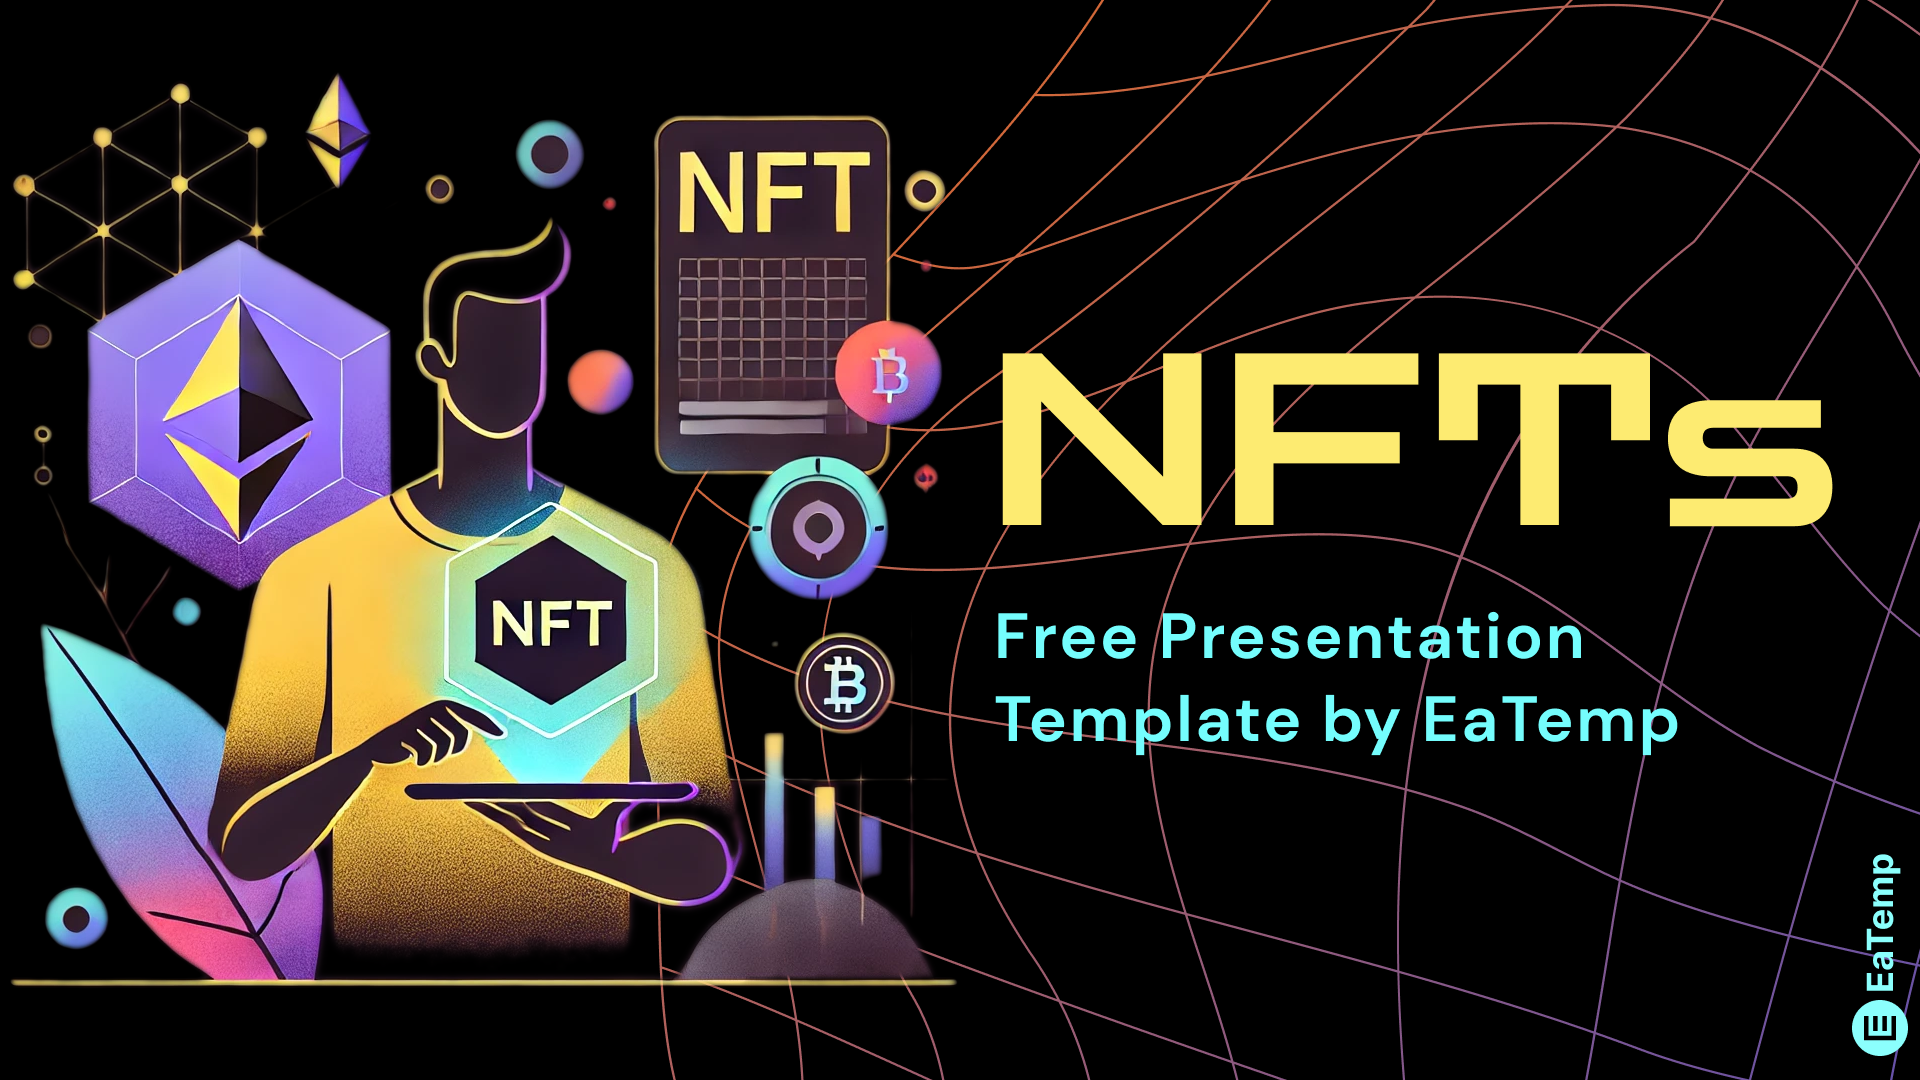 NFT
NFT
NFTs
Free Presentation
Template by EaTemp
EaTemp